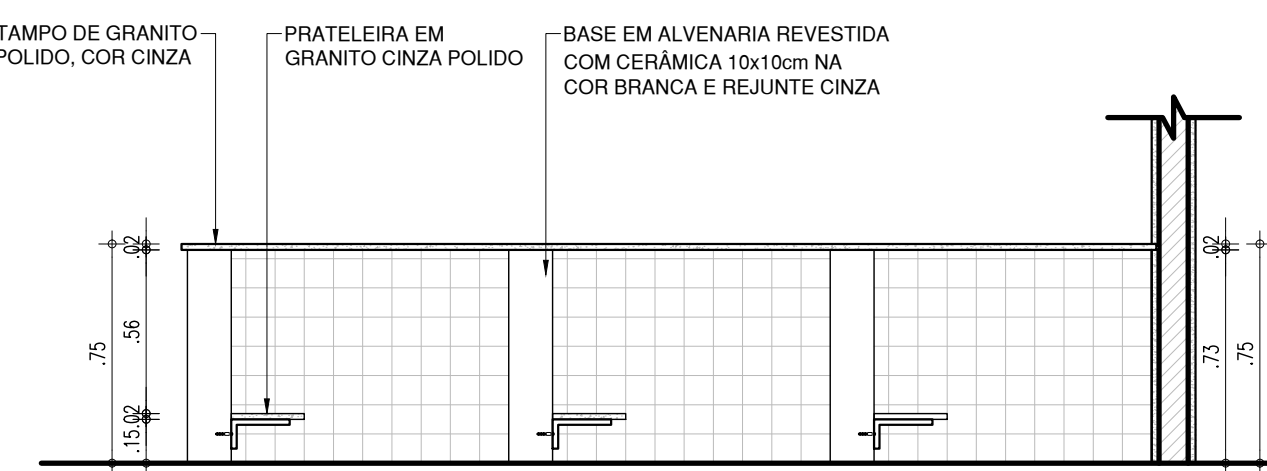 TAMPO DE GRANITO
POLIDO, COR CINZA
PRATELEIRA EM
GRANITO CINZA POLIDO
BASE EM ALVENARIA REVESTIDA
COM CERÂMICA 10x10cm NA
COR BRANCA E REJUNTE CINZA
.02
.56
.75
.02
.15
.02
.73
.75